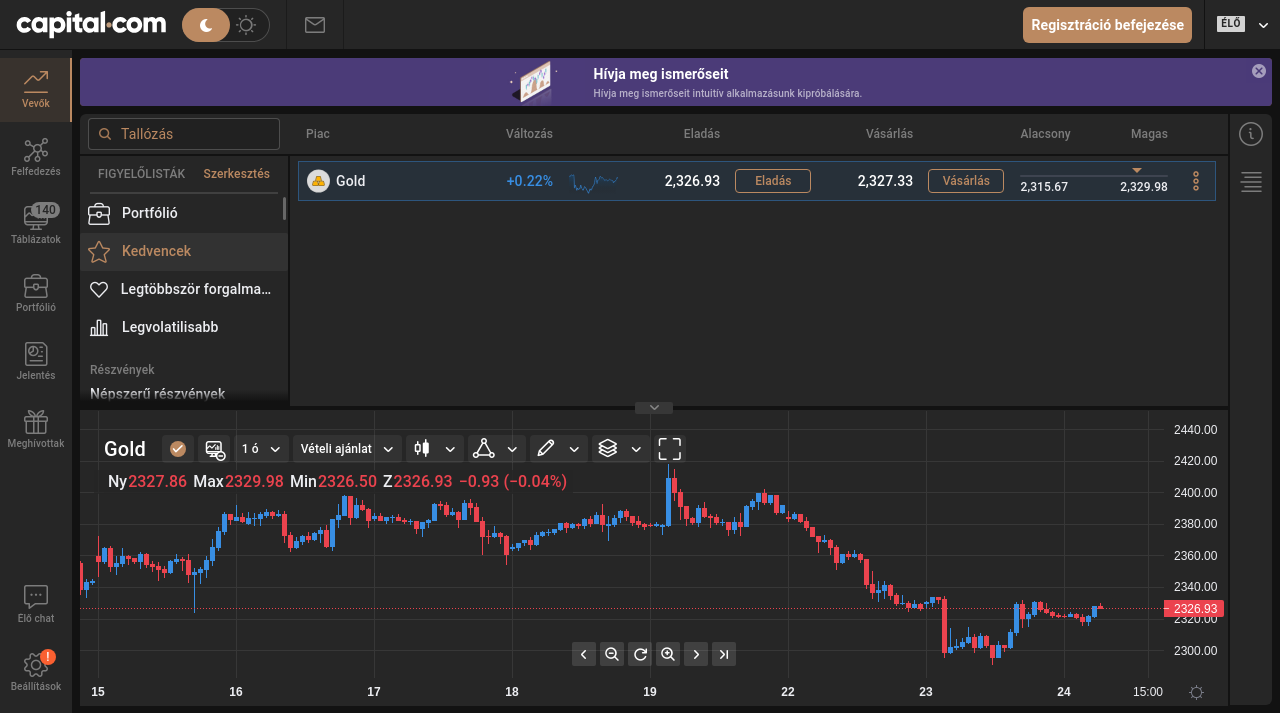 capital.com
Regisztráció befejezése
ÉLŐ
Hívja meg ismerőseit
Hívja meg ismerőseit intuitív alkalmazásunk kipróbálására.
Vevők
Felfedezés
140
Táblázatok
Portfólió
Jelentés
Meghívottak
Élő chat
!
Beállítások
Tallózás
FIGYELŐLISTÁK Szerkesztés
Portfólió
Kedvencek
Legtöbbször forgalma...
Legvolatilisabb
Részvények
Népszerű részvények
Piac Változás Eladás Vásárlás Alacsony Magas
Gold +0.22% 2,326.93 Eladás 2,327.33 Vásárlás 2,315.67 2,329.98
Gold 1 ó Vételi ajánlat
Ny2327.86 Max2329.98 Min2326.50 Z2326.93 −0.93 (−0.04%)
2440.00
2420.00
2400.00
2380.00
2360.00
2340.00
2326.93
2320.00
2300.00
15 16 17 18 19 22 23 24 15:00